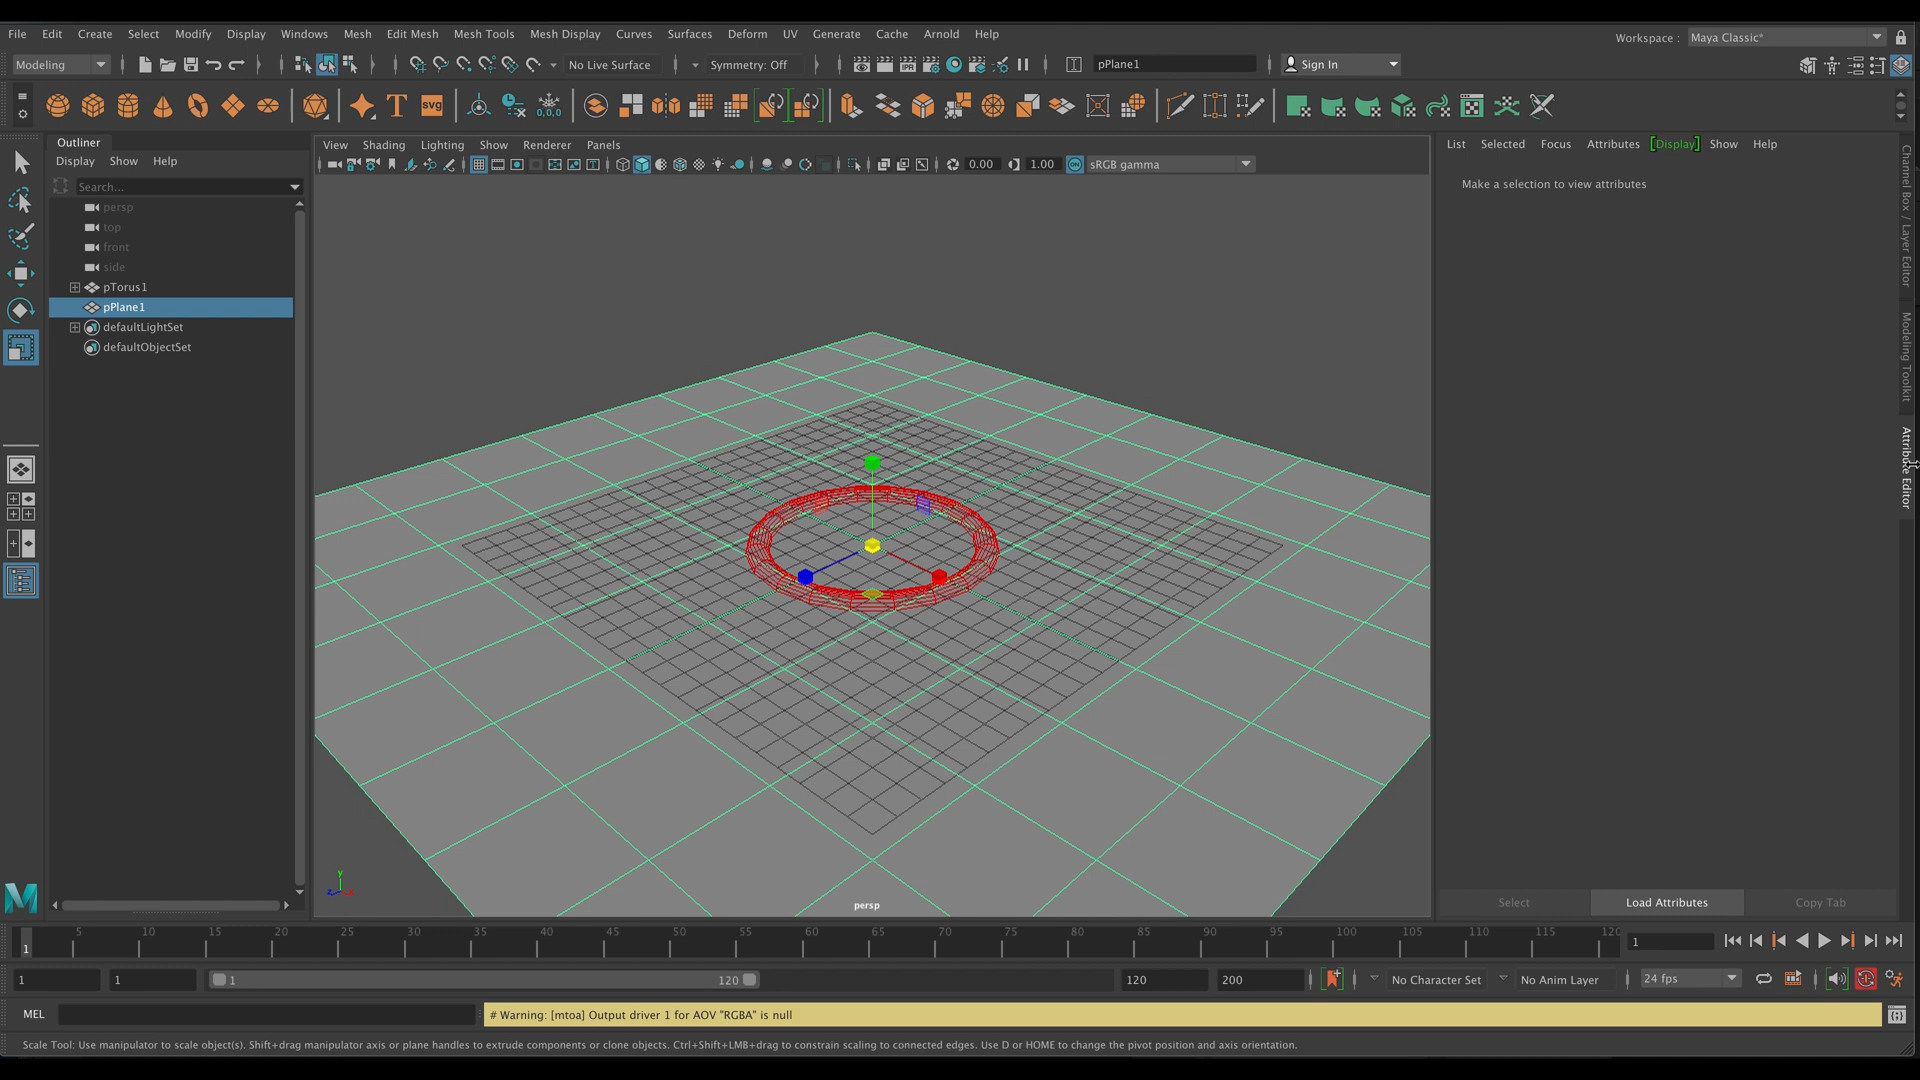 File Edit Create Select Modify Display Windows Mesh Edit Mesh Mesh Tools Mesh Display Curves Surfaces Deform UV Generate Cache Arnold Help
Workspace : Maya Classic*
Modeling No Live Surface Symmetry: Off pPlane1 Sign In
IPR
T SVG 0,0,0
Outliner
Display Show Help
Search...
persp
top
front
side
pTorus1
pPlane1
defaultLightSet
defaultObjectSet
View Shading Lighting Show Renderer Panels
0.00 1.00 ON sRGB gamma
y
z x
persp
List Selected Focus Attributes [Display] Show Help
Make a selection to view attributes
Select Load Attributes Copy Tab
Channel Box / Layer Editor
Modeling Toolkit
Attribute Editor
5 10 15 20 25 30 35 40 45 50 55 60 65 70 75 80 85 90 95 100 105 110 115 120
1 1
1 1 1 120 120 200 No Character Set No Anim Layer 24 fps
MEL # Warning: [mtoa] Output driver 1 for AOV "RGBA" is null
Scale Tool: Use manipulator to scale object(s). Shift+drag manipulator axis or plane handles to extrude components or clone objects. Ctrl+Shift+LMB+drag to constrain scaling to connected edges. Use D or HOME to change the pivot position and axis orientation.